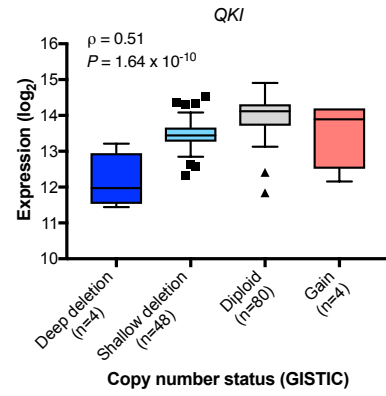 QKI
ρ = 0.51
P = 1.64 x 10-10
Expression (log2)
16
15
14
13
12
11
10
Deep deletion
(n=4)
Shallow deletion
(n=48)
Diploid
(n=80)
Gain
(n=4)
Copy number status (GISTIC)